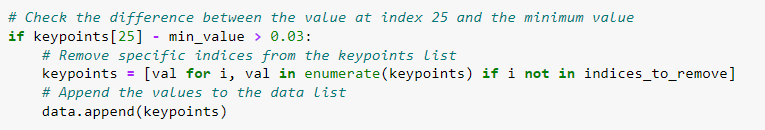 # Check the difference between the value at index 25 and the minimum value
if keypoints[25] - min_value > 0.03:
    # Remove specific indices from the keypoints list
    keypoints = [val for i, val in enumerate(keypoints) if i not in indices_to_remove]
    # Append the values to the data list
    data.append(keypoints)